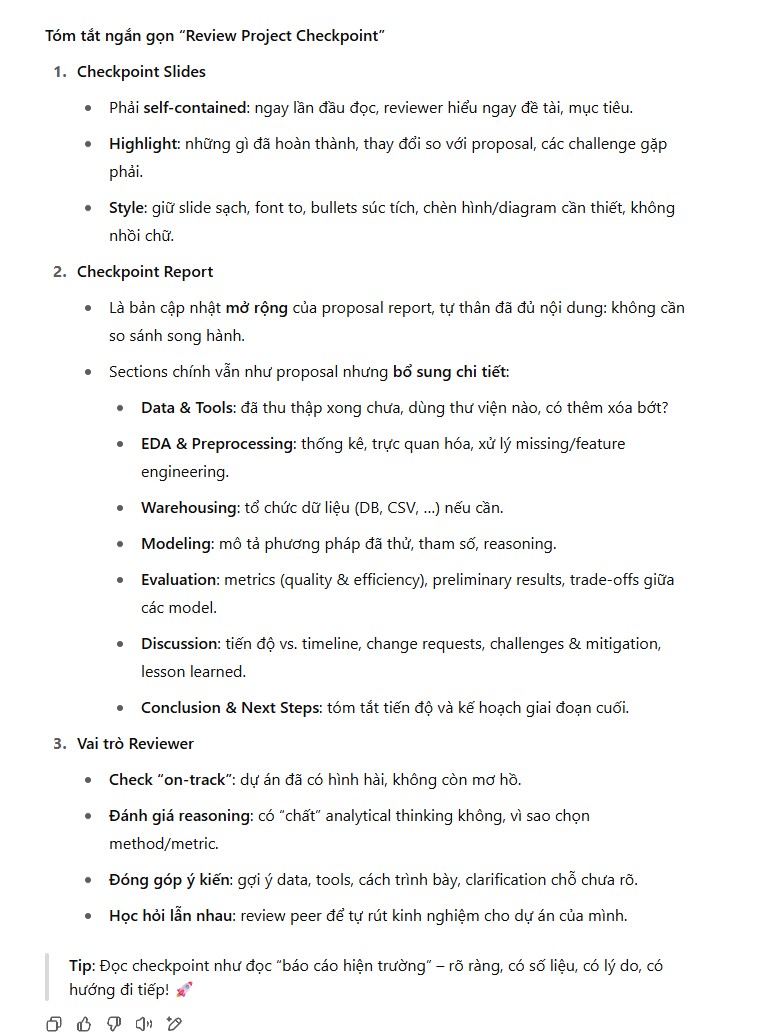 Tóm tắt ngắn gọn “Review Project Checkpoint”
1. Checkpoint Slides
• Phải self-contained: ngay lần đầu đọc, reviewer hiểu ngay đề tài, mục tiêu.
• Highlight: những gì đã hoàn thành, thay đổi so với proposal, các challenge gặp
phải.
• Style: giữ slide sạch, font to, bullets súc tích, chèn hình/diagram cần thiết, không
nhồi chữ.
2. Checkpoint Report
• Là bản cập nhật mở rộng của proposal report, tự thân đã đủ nội dung: không cần
so sánh song hành.
• Sections chính vẫn như proposal nhưng bổ sung chi tiết:
• Data & Tools: đã thu thập xong chưa, dùng thư viện nào, có thêm xóa bớt?
• EDA & Preprocessing: thống kê, trực quan hóa, xử lý missing/feature
engineering.
• Warehousing: tổ chức dữ liệu (DB, CSV, …) nếu cần.
• Modeling: mô tả phương pháp đã thử, tham số, reasoning.
• Evaluation: metrics (quality & efficiency), preliminary results, trade-offs giữa
các model.
• Discussion: tiến độ vs. timeline, change requests, challenges & mitigation,
lesson learned.
• Conclusion & Next Steps: tóm tắt tiến độ và kế hoạch giai đoạn cuối.
3. Vai trò Reviewer
• Check “on-track”: dự án đã có hình hài, không còn mơ hồ.
• Đánh giá reasoning: có “chất” analytical thinking không, vì sao chọn
method/metric.
• Đóng góp ý kiến: gợi ý data, tools, cách trình bày, clarification chỗ chưa rõ.
• Học hỏi lẫn nhau: review peer để tự rút kinh nghiệm cho dự án của mình.
Tip: Đọc checkpoint như đọc “báo cáo hiện trường” – rõ ràng, có số liệu, có lý do, có
hướng đi tiếp! 🚀